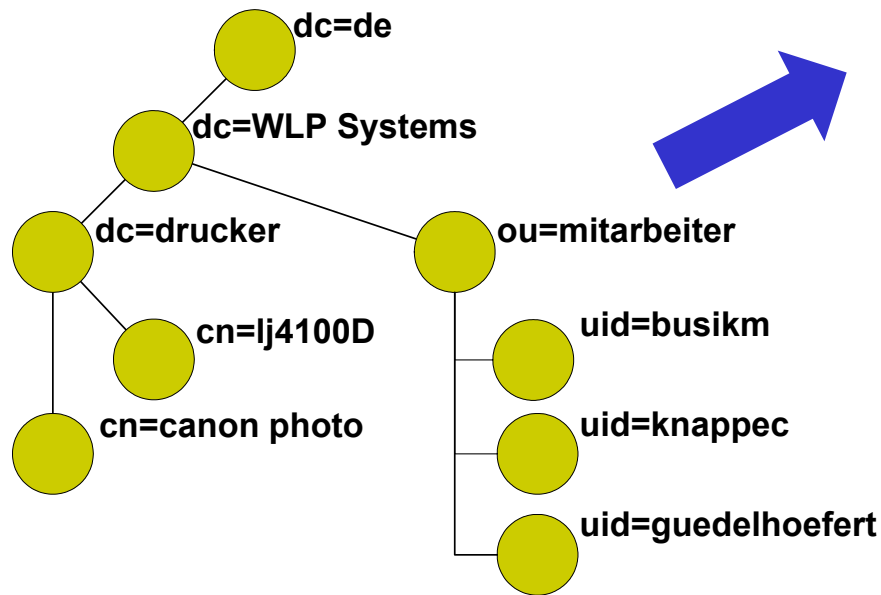 dc=de
dc=WLP Systems
dc=drucker
ou=mitarbeiter
cn=lj4100D
uid=busikm
cn=canon photo
uid=knappec
uid=guedelhoefert